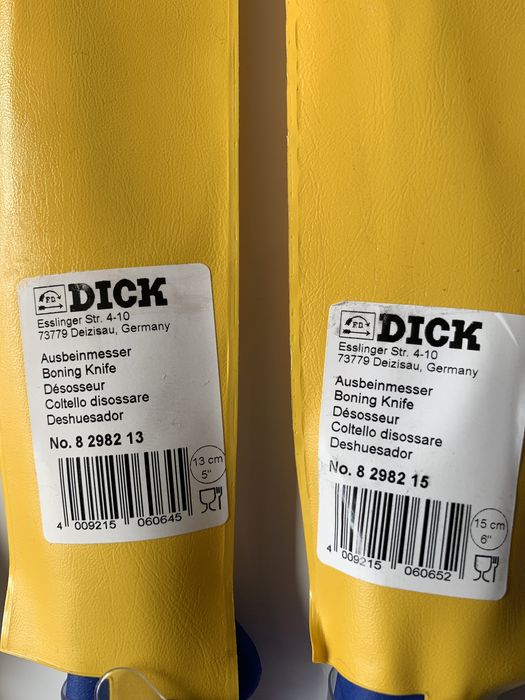 F.D. DICK
Esslinger Str. 4-10
73779 Deizisau, Germany
Ausbeinmesser
Boning Knife
Désosseur
Coltello disossare
Deshuesador
No. 8 2982 13
13 cm
5"
4 009215 060645
F.D. DICK
Esslinger Str. 4-10
73779 Deizisau, Germany
Ausbeinmesser
Boning Knife
Désosseur
Coltello disossare
Deshuesador
No. 8 2982 15
15 cm
6"
4 009215 060652